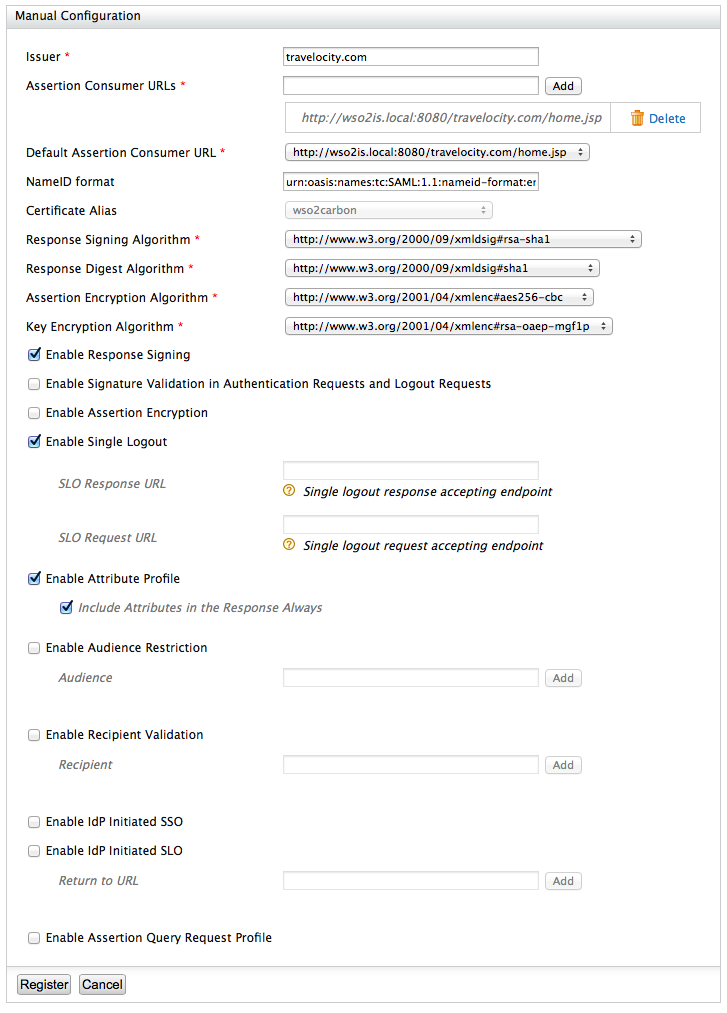 Manual Configuration
Issuer * travelocity.com
Assertion Consumer URLs * Add
http://wso2is.local:8080/travelocity.com/home.jsp Delete
Default Assertion Consumer URL * http://wso2is.local:8080/travelocity.com/home.jsp
NameID format urn:oasis:names:tc:SAML:1.1:nameid-format:er
Certificate Alias wso2carbon
Response Signing Algorithm * http://www.w3.org/2000/09/xmldsig#rsa-sha1
Response Digest Algorithm * http://www.w3.org/2000/09/xmldsig#sha1
Assertion Encryption Algorithm * http://www.w3.org/2001/04/xmlenc#aes256-cbc
Key Encryption Algorithm * http://www.w3.org/2001/04/xmlenc#rsa-oaep-mgf1p
Enable Response Signing
Enable Signature Validation in Authentication Requests and Logout Requests
Enable Assertion Encryption
Enable Single Logout
SLO Response URL
? Single logout response accepting endpoint
SLO Request URL
? Single logout request accepting endpoint
Enable Attribute Profile
Include Attributes in the Response Always
Enable Audience Restriction
Audience Add
Enable Recipient Validation
Recipient Add
Enable IdP Initiated SSO
Enable IdP Initiated SLO
Return to URL Add
Enable Assertion Query Request Profile
Register Cancel